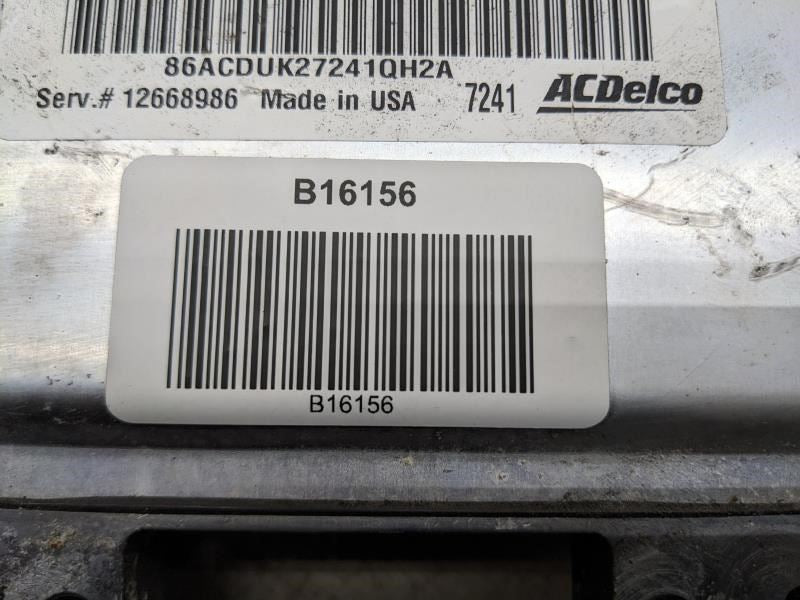 86ACDUK27241QH2A
Serv.# 12668986 Made in USA 7241 ACDelco
B16156
B16156